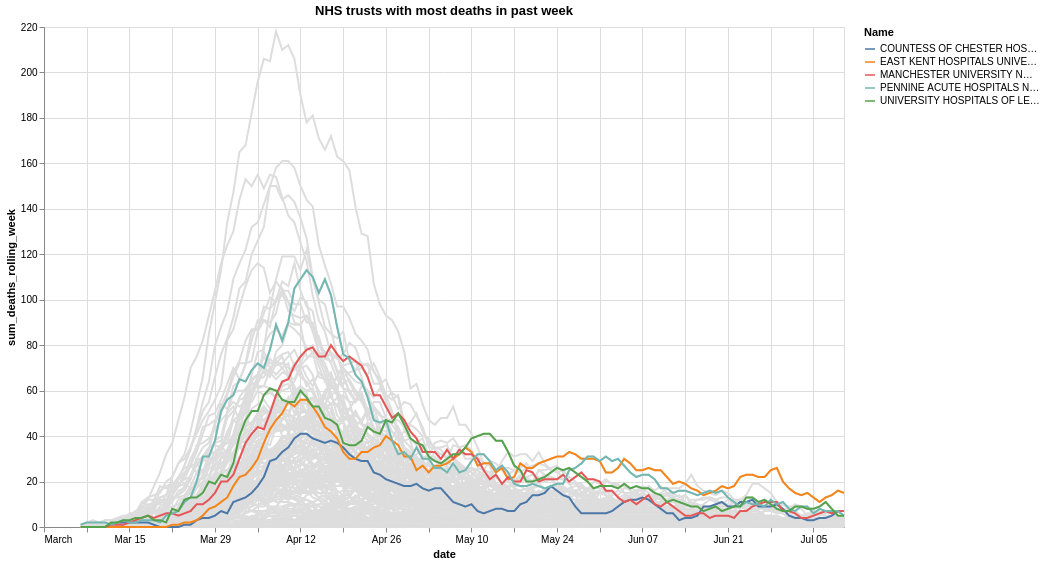 NHS trusts with most deaths in past week
Name
COUNTESS OF CHESTER HOS...
EAST KENT HOSPITALS UNIVE...
MANCHESTER UNIVERSITY N...
PENNINE ACUTE HOSPITALS N...
UNIVERSITY HOSPITALS OF LE...
sum_deaths_rolling_week
220
200
180
160
140
120
100
80
60
40
20
0
March Mar 15 Mar 29 Apr 12 Apr 26 May 10 May 24 Jun 07 Jun 21 Jul 05
date